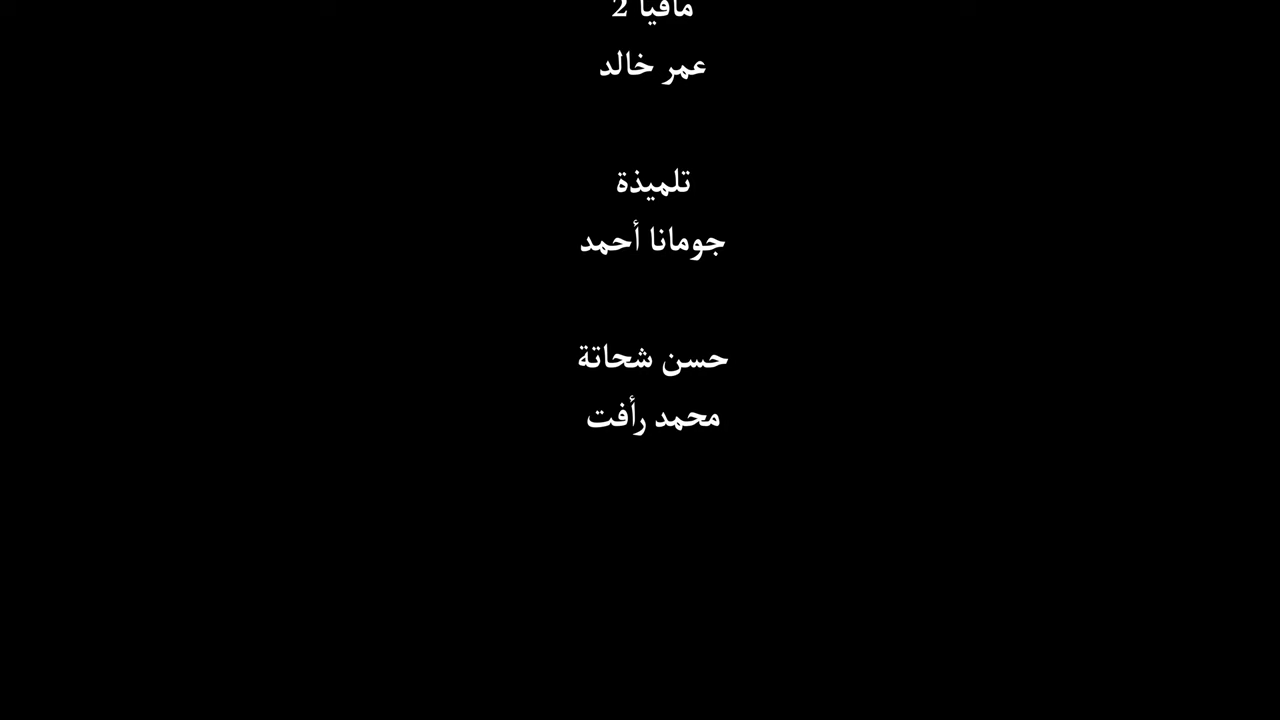 مافيا 2
عمر خالد
تلميذة
جومانا أحمد
حسن شحاتة
محمد رأفت